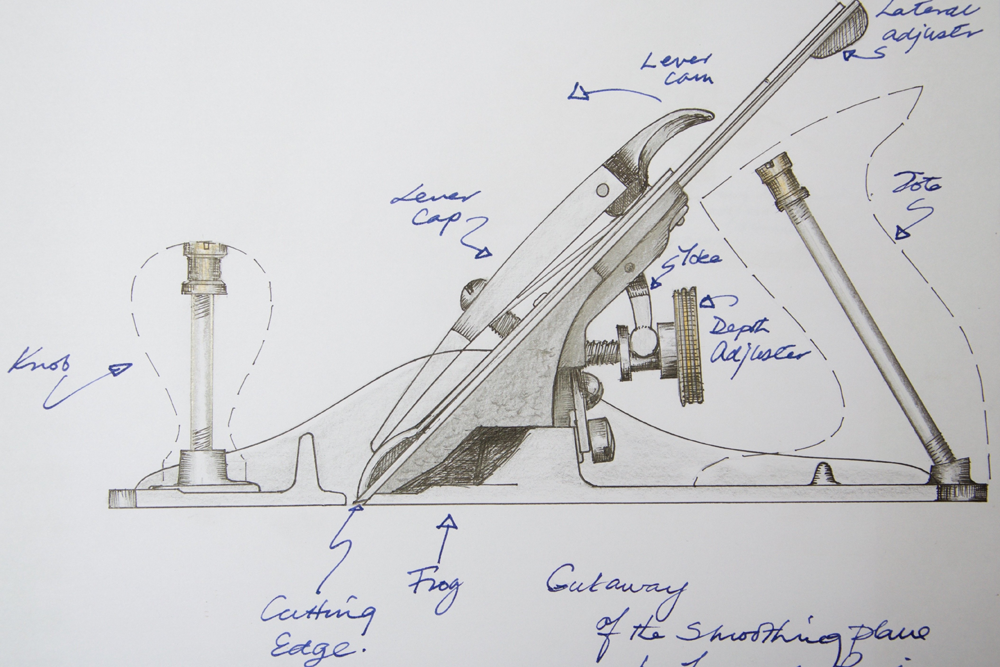 Lateral
adjuster
Lever
cam
Lever
Cap
Tote
Yoke
Depth
Adjuster
Knob
Frog
Cutting
Edge.
Cutaway
of the Smoothing plane